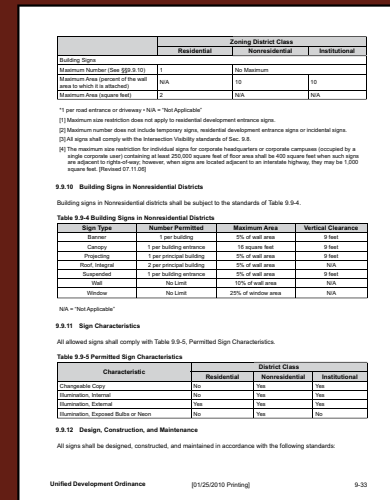 Zoning District Class
Residential Nonresidential Institutional
Building Signs
Maximum Number (See §§9.9.10) 1 No Maximum
Maximum Area (percent of the wall area to which it is attached) N/A 10 10
Maximum Area (square feet) 2 N/A N/A
*1 per road entrance or driveway • N/A = "Not Applicable"
[1] Maximum size restriction does not apply to residential development entrance signs.
[2] Maximum number does not include temporary signs, residential development entrance signs or incidental signs.
[3] All signs shall comply with the Intersection Visibility standards of Sec. 9.8.
[4] The maximum size restriction for individual signs for corporate headquarters or corporate campuses (occupied by a
single corporate user) containing at least 250,000 square feet of floor area shall be 400 square feet when such signs
are adjacent to rights-of-way; however, when signs are located adjacent to an interstate highway, they may be 1,000
square feet. [Revised 07.11.06]
9.9.10 Building Signs in Nonresidential Districts
Building signs in Nonresidential districts shall be subject to the standards of Table 9.9-4.
Table 9.9-4 Building Signs in Nonresidential Districts
Sign Type Number Permitted Maximum Area Vertical Clearance
Banner 1 per building 5% of wall area 9 feet
Canopy 1 per building entrance 16 square feet 9 feet
Projecting 1 per principal building 5% of wall area 9 feet
Roof, Integral 2 per principal building 5% of wall area N/A
Suspended 1 per building entrance 5% of wall area 9 feet
Wall No Limit 10% of wall area N/A
Window No Limit 25% of window area N/A
N/A = "Not Applicable"
9.9.11 Sign Characteristics
All allowed signs shall comply with Table 9.9-5, Permitted Sign Characteristics.
Table 9.9-5 Permitted Sign Characteristics
Characteristic District Class
Residential Nonresidential Institutional
Changeable Copy No Yes Yes
Illumination, Internal No Yes Yes
Illumination, External Yes Yes Yes
Illumination, Exposed Bulbs or Neon No Yes No
9.9.12 Design, Construction, and Maintenance
All signs shall be designed, constructed, and maintained in accordance with the following standards:
Unified Development Ordinance [01/25/2010 Printing] 9-33